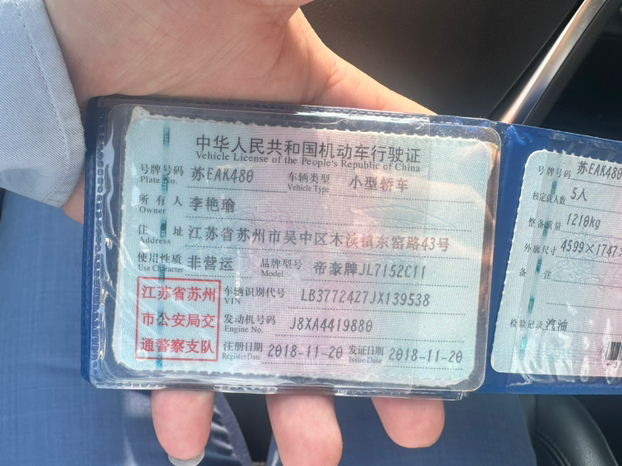 中华人民共和国机动车行驶证
Vehicle License of the People's Republic of China
号牌号码 苏EAK480 车辆类型 小型轿车
Plate No. Vehicle Type
所有人 李艳瑜
Owner
住址 江苏省苏州市吴中区木渎镇东窑路43号
Address
使用性质 非营运 品牌型号 帝豪牌JL7152C11
Use Character Model
江苏省苏州
市公安局交
通警察支队
车辆识别代号 LB37724Z7JX139538
VIN
发动机号码 J8XA4419880
Engine No.
注册日期 2018-11-20 发证日期 2018-11-20
Register Date Issue Date
号牌号码 苏EAK480
核定载人数 5人
整备质量 1210kg
外廓尺寸 4599×1747×
备注
检验记录 汽油